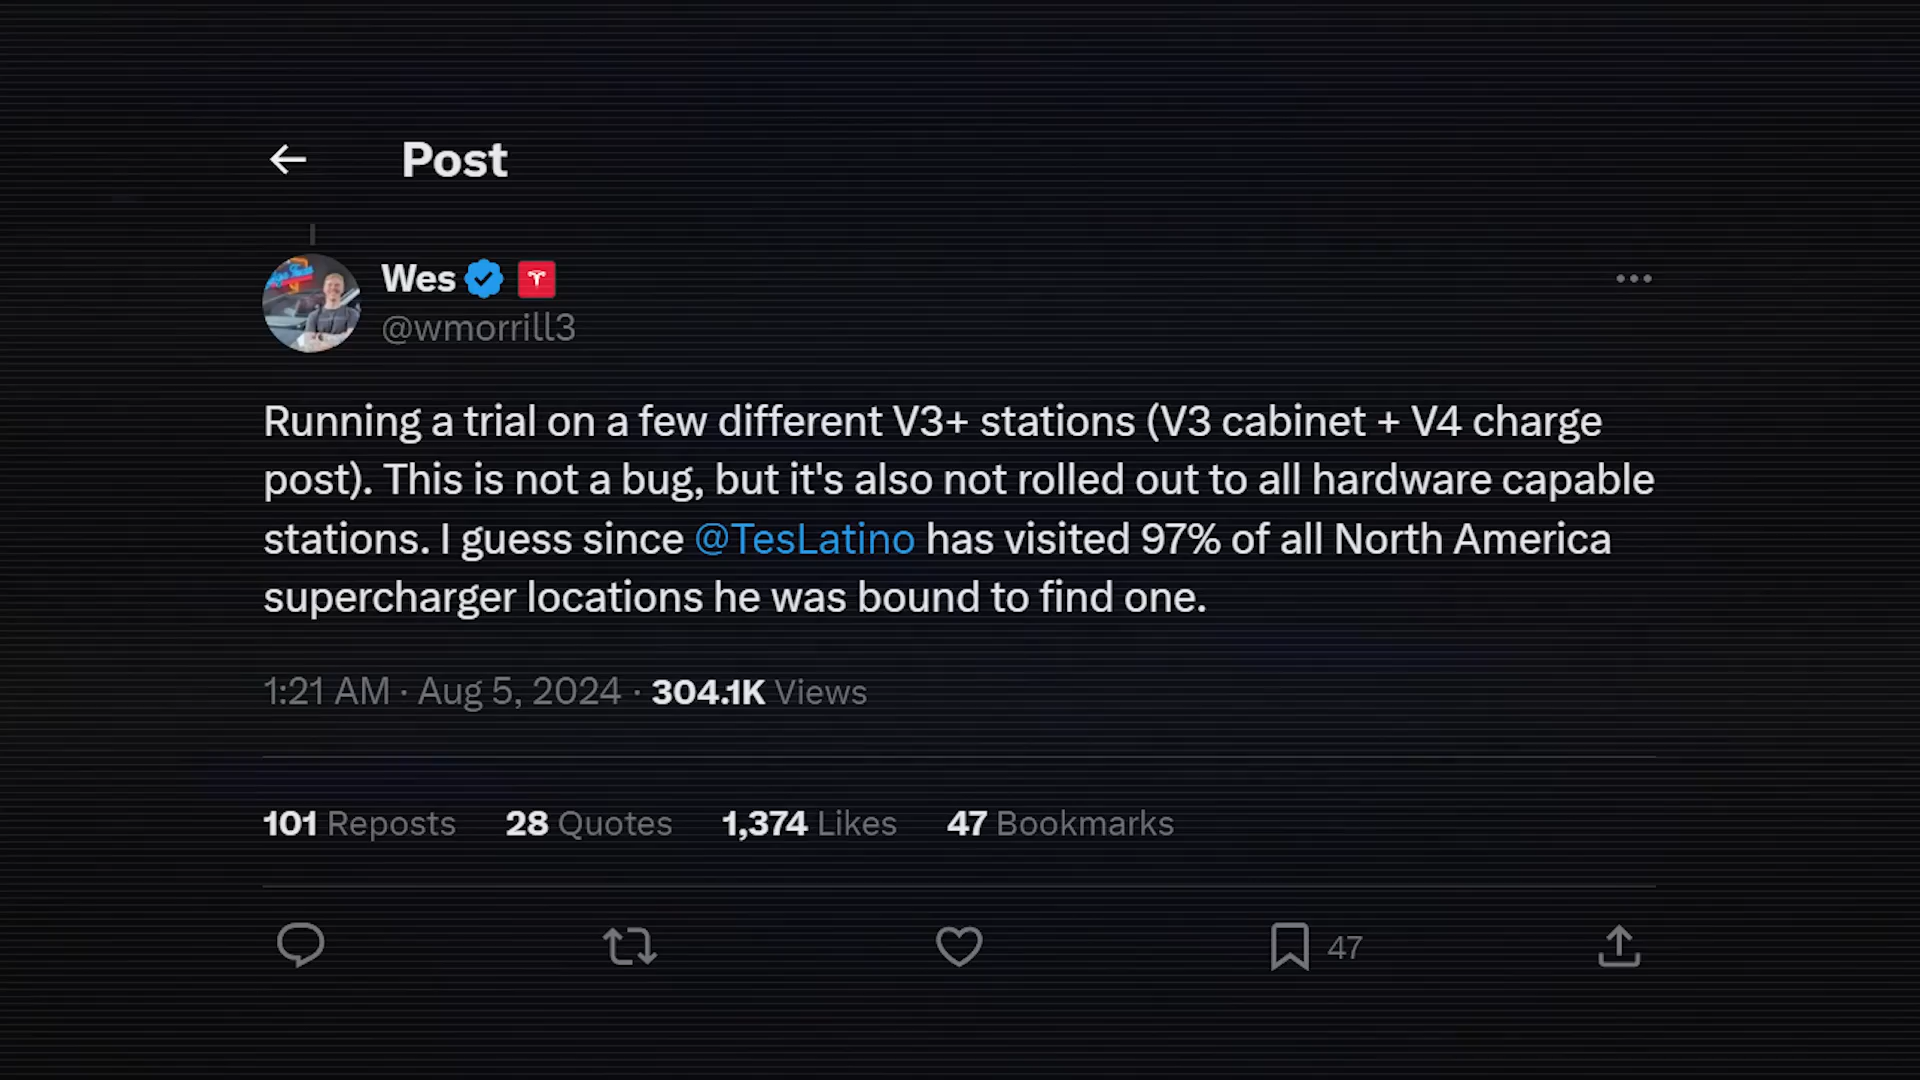 Post
Wes
@wmorrill3
Running a trial on a few different V3+ stations (V3 cabinet + V4 charge
post). This is not a bug, but it's also not rolled out to all hardware capable
stations. I guess since @TesLatino has visited 97% of all North America
supercharger locations he was bound to find one.
1:21 AM · Aug 5, 2024 · 304.1K Views
101 Reposts 28 Quotes 1,374 Likes 47 Bookmarks
47